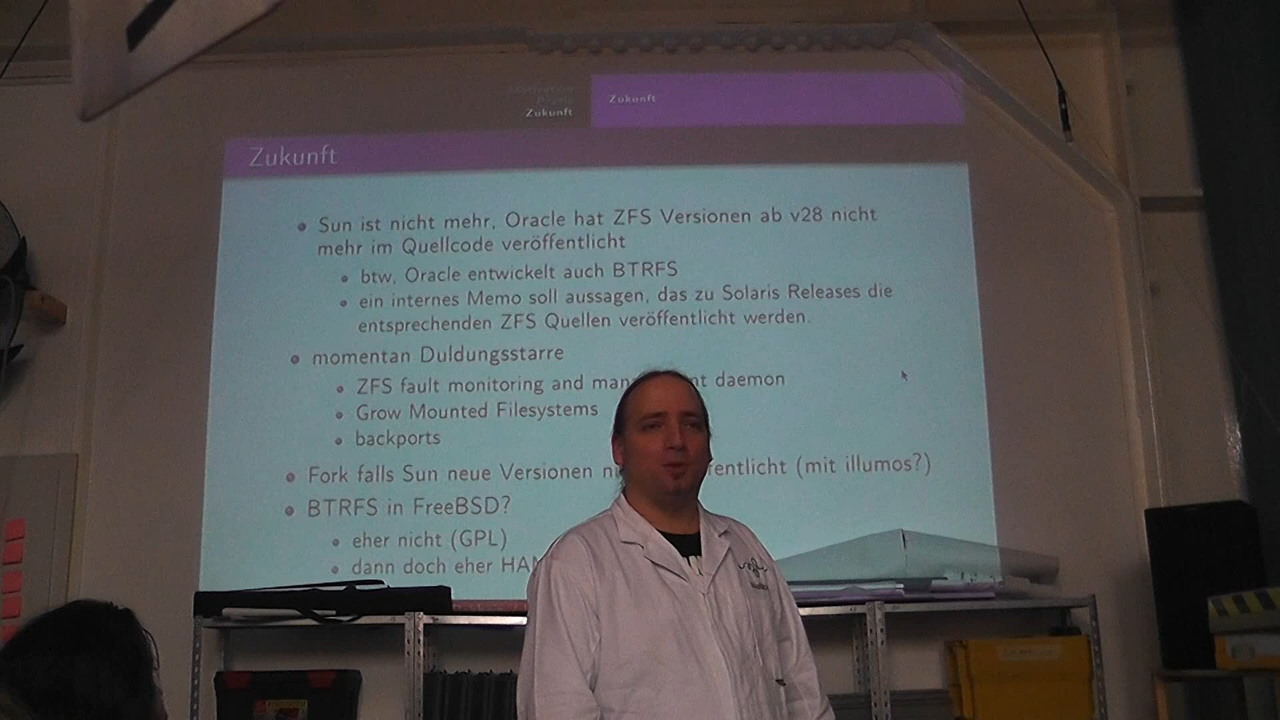 Zukunft
Zukunft
Zukunft
Sun ist nicht mehr, Oracle hat ZFS Versionen ab v28 nicht
mehr im Quellcode veröffentlicht
btw, Oracle entwickelt auch BTRFS
ein internes Memo soll aussagen, das zu Solaris Releases die
entsprechenden ZFS Quellen veröffentlicht werden.
momentan Duldungsstarre
ZFS fault monitoring and daemon
Grow Mounted Filesystems
backports
Fork falls Sun neue Versionen (mit illumos?)
BTRFS in FreeBSD?
eher nicht (GPL)
dann doch eher